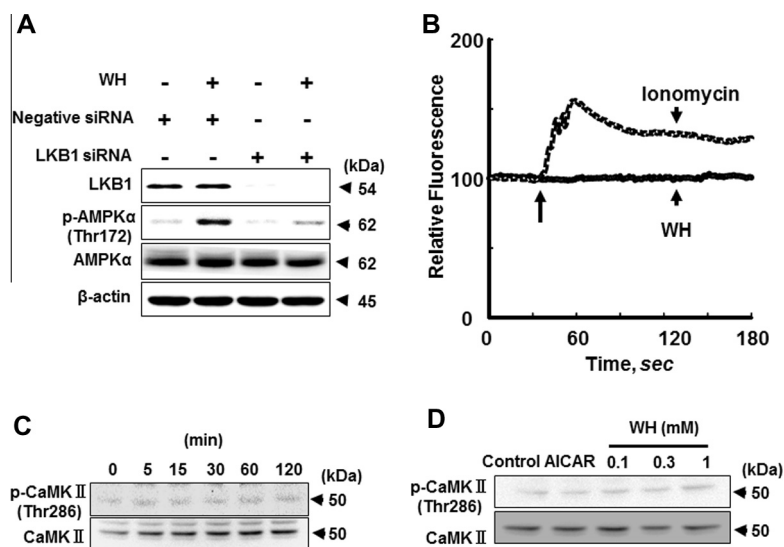 A
WH - + - +
Negative siRNA + + - -
LKB1 siRNA - - + +
(kDa)
LKB1 54
p-AMPKα 62
(Thr172)
AMPKα 62
β-actin 45
B
200
100
0
Relative Fluorescence
Ionomycin
WH
0 60 120 180
Time, sec
C
(min)
0 5 15 30 60 120 (kDa)
p-CaMK Ⅱ 50
(Thr286)
CaMK Ⅱ 50
D
WH (mM)
Control AICAR 0.1 0.3 1 (kDa)
p-CaMK Ⅱ 50
(Thr286)
CaMK Ⅱ 50